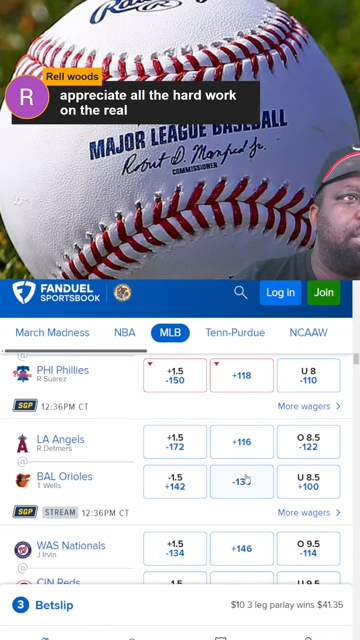 Rawlings
Rell woods
R
appreciate all the hard work
on the real
MAJOR LEAGUE BASEBALL
Robert D. Manfred Jr.
COMMISSIONER
FANDUEL
SPORTSBOOK
Log in
Join
March Madness
NBA
MLB
Tenn-Purdue
NCAAW
@
PHI Phillies
R Suarez
+1.5
-150
+118
U 8
-110
SGP
12:36PM CT
More wagers
LA Angels
R Detmers
+1.5
-172
+116
O 8.5
-122
@
BAL Orioles
T Wells
-1.5
+142
U 8.5
+100
SGP
STREAM
12:36PM CT
More wagers
WAS Nationals
J Irvin
+1.5
-134
+146
O 9.5
-114
@
CIN Reds
3
Betslip
$10 3 leg parlay wins $41.35